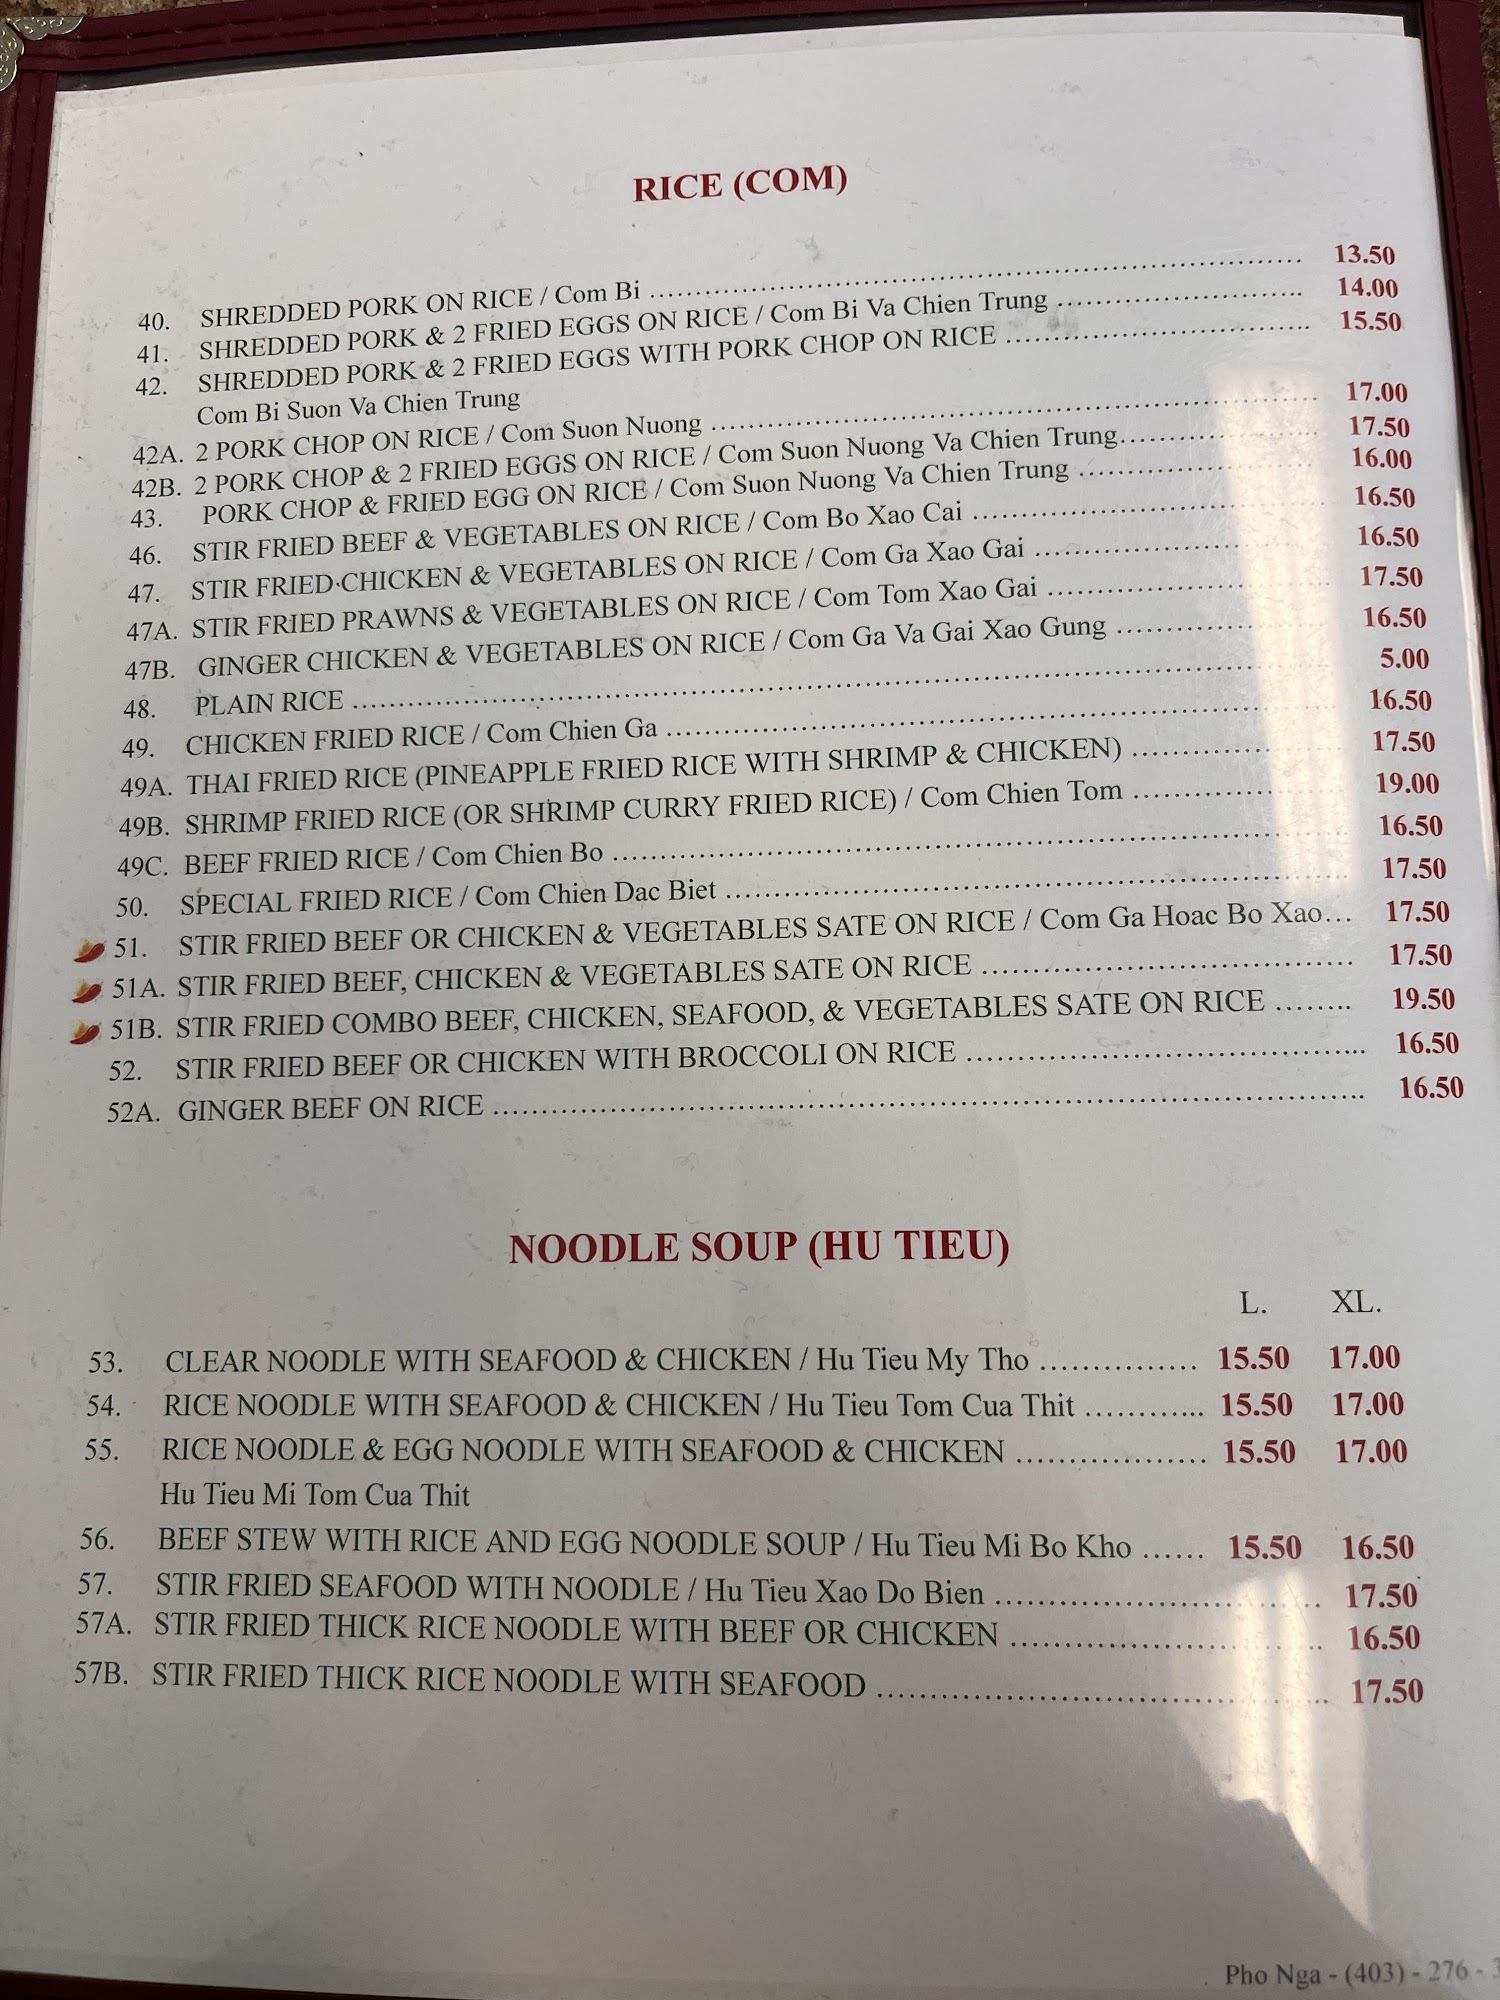 RICE (COM)
40. SHREDDED PORK ON RICE / Com Bi ........ 13.50
41. SHREDDED PORK & 2 FRIED EGGS ON RICE / Com Bi Va Chien Trung ........ 14.00
42. SHREDDED PORK & 2 FRIED EGGS WITH PORK CHOP ON RICE ........ 15.50
Com Bi Suon Va Chien Trung
42A. 2 PORK CHOP ON RICE / Com Suon Nuong ........ 17.00
42B. 2 PORK CHOP & 2 FRIED EGGS ON RICE / Com Suon Nuong Va Chien Trung ........ 17.50
43. PORK CHOP & FRIED EGG ON RICE / Com Suon Nuong Va Chien Trung ........ 16.00
46. STIR FRIED BEEF & VEGETABLES ON RICE / Com Bo Xao Cai ........ 16.50
47. STIR FRIED CHICKEN & VEGETABLES ON RICE / Com Ga Xao Gai ........ 16.50
47A. STIR FRIED PRAWNS & VEGETABLES ON RICE / Com Tom Xao Gai ........ 17.50
47B. GINGER CHICKEN & VEGETABLES ON RICE / Com Ga Va Gai Xao Gung ........ 16.50
48. PLAIN RICE ........ 5.00
49. CHICKEN FRIED RICE / Com Chien Ga ........ 16.50
49A. THAI FRIED RICE (PINEAPPLE FRIED RICE WITH SHRIMP & CHICKEN) ........ 17.50
49B. SHRIMP FRIED RICE (OR SHRIMP CURRY FRIED RICE) / Com Chien Tom ........ 19.00
49C. BEEF FRIED RICE / Com Chien Bo ........ 16.50
50. SPECIAL FRIED RICE / Com Chien Dac Biet ........ 17.50
51. STIR FRIED BEEF OR CHICKEN & VEGETABLES SATE ON RICE / Com Ga Hoac Bo Xao... 17.50
51A. STIR FRIED BEEF, CHICKEN & VEGETABLES SATE ON RICE ........ 17.50
51B. STIR FRIED COMBO BEEF, CHICKEN, SEAFOOD, & VEGETABLES SATE ON RICE ........ 19.50
52. STIR FRIED BEEF OR CHICKEN WITH BROCCOLI ON RICE ........ 16.50
52A. GINGER BEEF ON RICE ........ 16.50
NOODLE SOUP (HU TIEU)
L. XL.
53. CLEAR NOODLE WITH SEAFOOD & CHICKEN / Hu Tieu My Tho ........ 15.50 17.00
54. RICE NOODLE WITH SEAFOOD & CHICKEN / Hu Tieu Tom Cua Thit ........ 15.50 17.00
55. RICE NOODLE & EGG NOODLE WITH SEAFOOD & CHICKEN ........ 15.50 17.00
Hu Tieu Mi Tom Cua Thit
56. BEEF STEW WITH RICE AND EGG NOODLE SOUP / Hu Tieu Mi Bo Kho ...... 15.50 16.50
57. STIR FRIED SEAFOOD WITH NOODLE / Hu Tieu Xao Do Bien ........ 17.50
57A. STIR FRIED THICK RICE NOODLE WITH BEEF OR CHICKEN ........ 16.50
57B. STIR FRIED THICK RICE NOODLE WITH SEAFOOD ........ 17.50
Pho Nga - (403) - 276 -